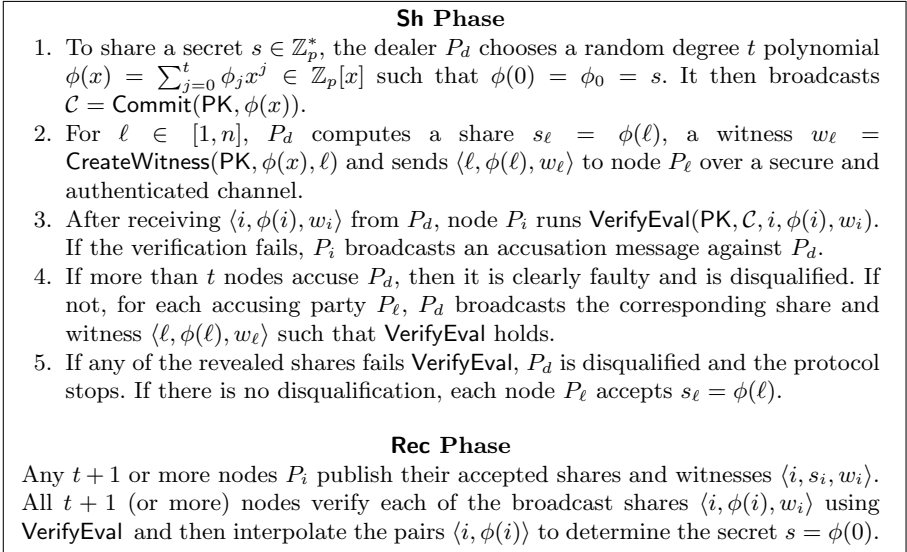 Sh Phase
1. To share a secret s ∈ ℤ*ₚ, the dealer P_d chooses a random degree t polynomial
ϕ(x) = ∑ᵗⱼ₌₀ ϕⱼxʲ ∈ ℤₚ[x] such that ϕ(0) = ϕ₀ = s. It then broadcasts
𝒞 = Commit(PK, ϕ(x)).
2. For ℓ ∈ [1, n], P_d computes a share s_ℓ = ϕ(ℓ), a witness w_ℓ =
CreateWitness(PK, ϕ(x), ℓ) and sends ⟨ℓ, ϕ(ℓ), w_ℓ⟩ to node P_ℓ over a secure and
authenticated channel.
3. After receiving ⟨i, ϕ(i), wᵢ⟩ from P_d, node Pᵢ runs VerifyEval(PK, 𝒞, i, ϕ(i), wᵢ).
If the verification fails, Pᵢ broadcasts an accusation message against P_d.
4. If more than t nodes accuse P_d, then it is clearly faulty and is disqualified. If
not, for each accusing party P_ℓ, P_d broadcasts the corresponding share and
witness ⟨ℓ, ϕ(ℓ), w_ℓ⟩ such that VerifyEval holds.
5. If any of the revealed shares fails VerifyEval, P_d is disqualified and the protocol
stops. If there is no disqualification, each node P_ℓ accepts s_ℓ = ϕ(ℓ).
Rec Phase
Any t + 1 or more nodes Pᵢ publish their accepted shares and witnesses ⟨i, sᵢ, wᵢ⟩.
All t + 1 (or more) nodes verify each of the broadcast shares ⟨i, ϕ(i), wᵢ⟩ using
VerifyEval and then interpolate the pairs ⟨i, ϕ(i)⟩ to determine the secret s = ϕ(0).